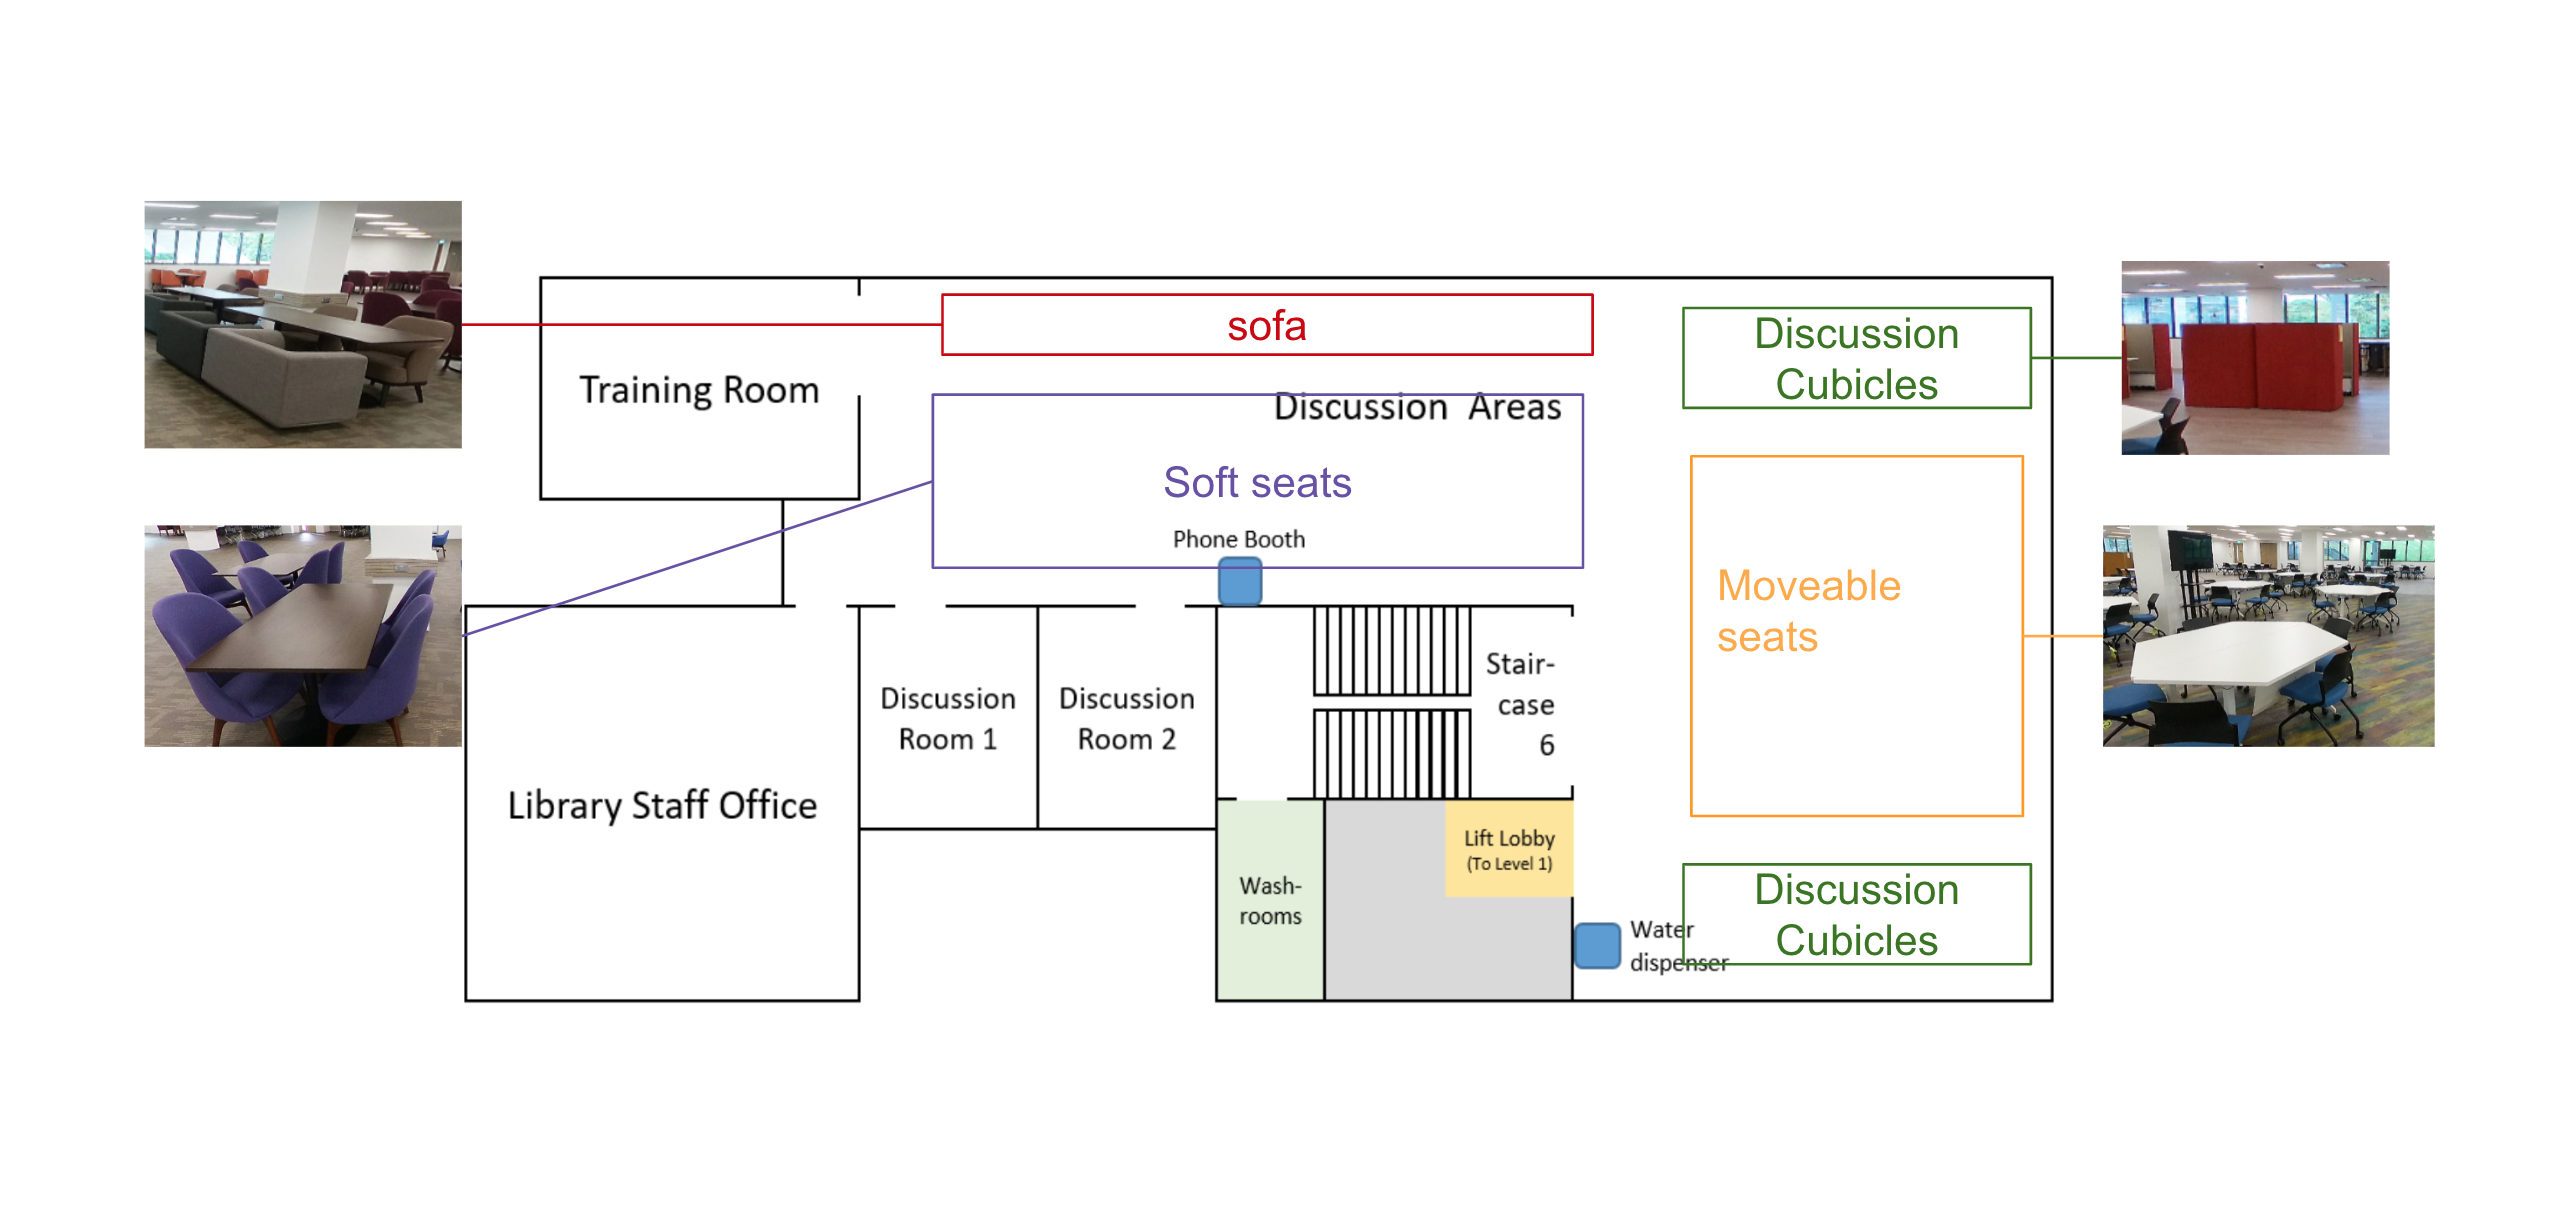 sofa
Discussion
Cubicles
Training Room
Discussion Areas
Soft seats
Phone Booth
Moveable
seats
Discussion
Room 1
Discussion
Room 2
Stair-
case
6
Library Staff Office
Lift Lobby
(To Level 1)
Wash-
rooms
Water
dispenser
Discussion
Cubicles